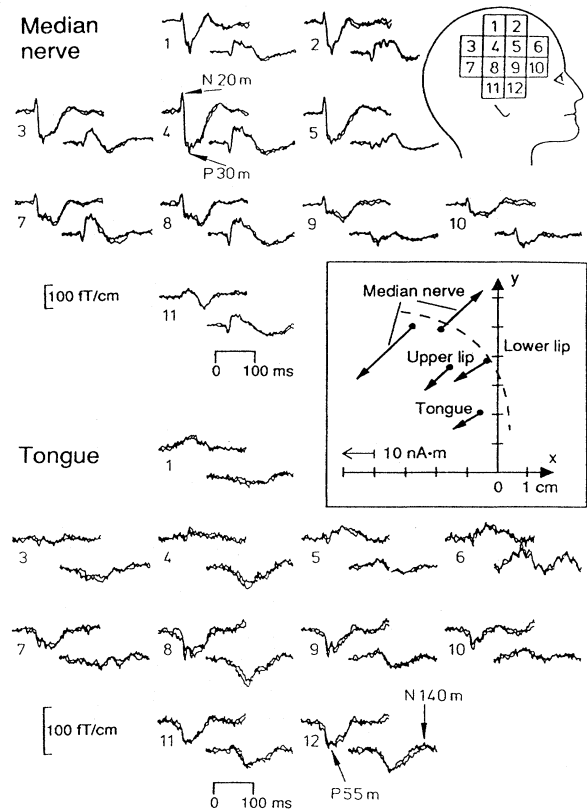 Median
nerve
1
2
1 2
3 4 5 6
7 8 9 10
11 12
N 20 m
3
4
5
P 30 m
7
8
9
10
100 fT/cm
11
0 100 ms
y
Median nerve
Lower lip
Upper lip
Tongue
10 nA·m
x
0 1 cm
Tongue
1
3
4
5
6
7
8
9
10
N 140 m
100 fT/cm
11
12
P 55 m
0 100 ms